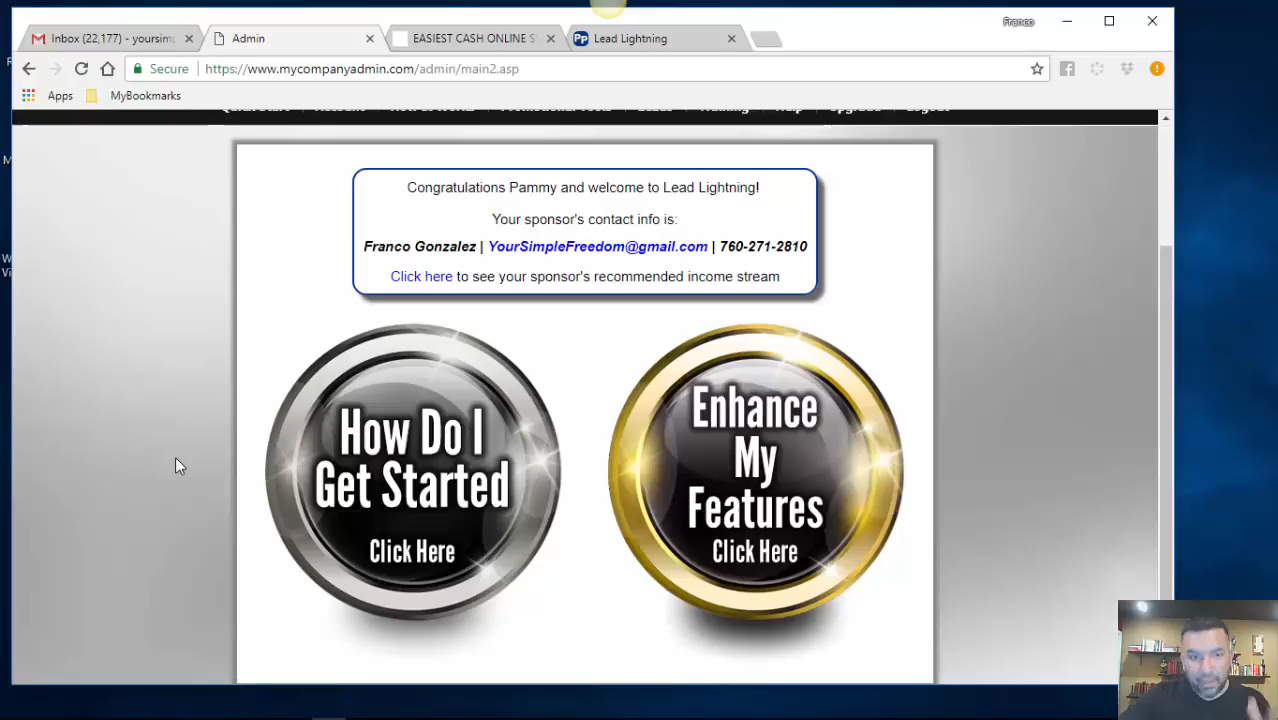 Franco
Inbox (22,177) - yoursimp
Admin
EASIEST CASH ONLINE SY
Lead Lightning
Secure
https://www.mycompanyadmin.com/admin/main2.asp
Apps
MyBookmarks
Congratulations Pammy and welcome to Lead Lightning!
Your sponsor's contact info is:
Franco Gonzalez | YourSimpleFreedom@gmail.com | 760-271-2810
Click here to see your sponsor's recommended income stream
How Do I
Get Started
Click Here
Enhance
My
Features
Click Here